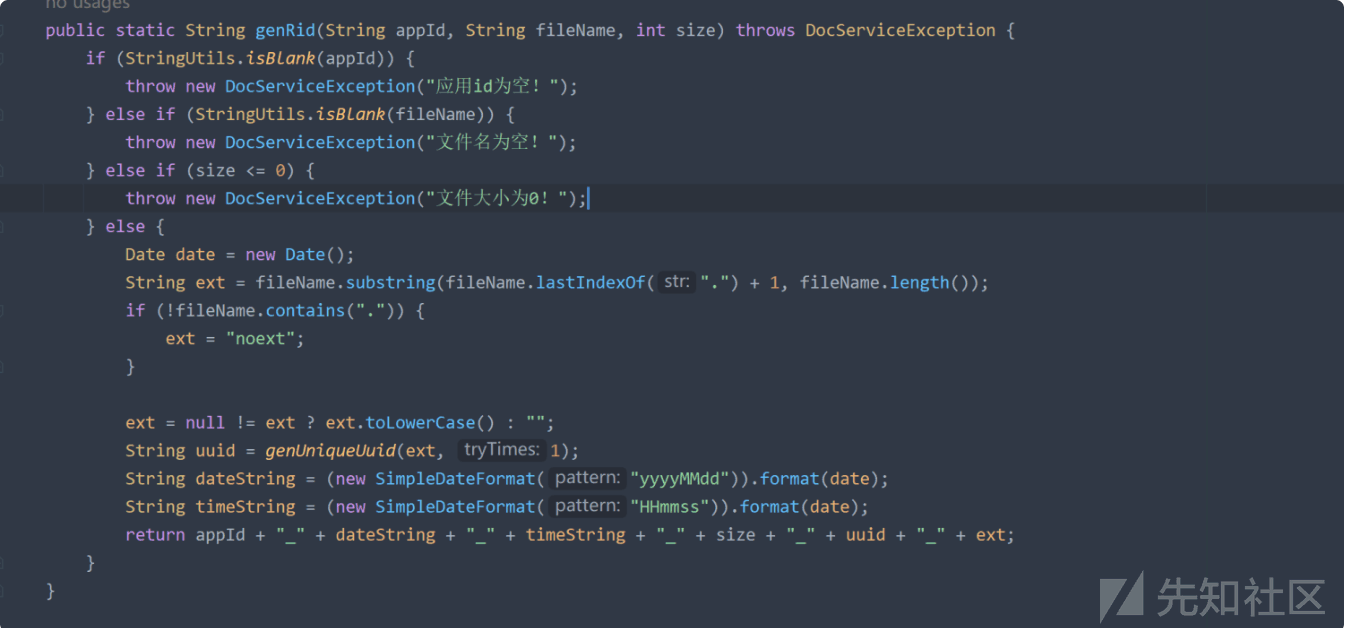 no usages
public static String genRid(String appId, String fileName, int size) throws DocServiceException {
    if (StringUtils.isBlank(appId)) {
        throw new DocServiceException("应用id为空！");
    } else if (StringUtils.isBlank(fileName)) {
        throw new DocServiceException("文件名为空！");
    } else if (size <= 0) {
        throw new DocServiceException("文件大小为0！");
    } else {
        Date date = new Date();
        String ext = fileName.substring(fileName.lastIndexOf( str: ".") + 1, fileName.length());
        if (!fileName.contains(".")) {
            ext = "noext";
        }
        ext = null != ext ? ext.toLowerCase() : "";
        String uuid = genUniqueUuid(ext, tryTimes: 1);
        String dateString = (new SimpleDateFormat( pattern: "yyyyMMdd")).format(date);
        String timeString = (new SimpleDateFormat( pattern: "HHmmss")).format(date);
        return appId + "_" + dateString + "_" + timeString + "_" + size + "_" + uuid + "_" + ext;
    }
}
先知社区